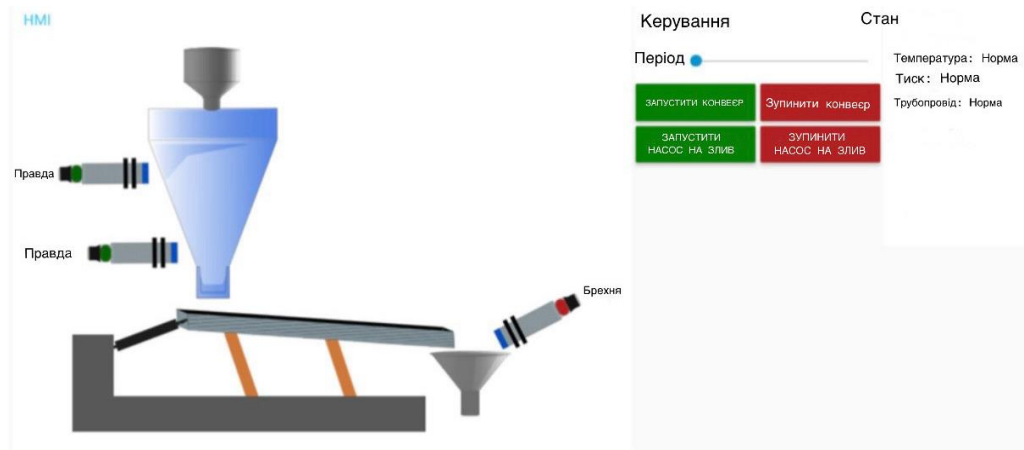 HMI
Керування
Стан
Період
Температура: Норма
Тиск: Норма
Трубопровід: Норма
ЗАПУСТИТИ КОНВЕЄР
Зупинити конвеєр
ЗАПУСТИТИ
НАСОС НА ЗЛИВ
ЗУПИНИТИ
НАСОС НА ЗЛИВ
Правда
Правда
Брехня